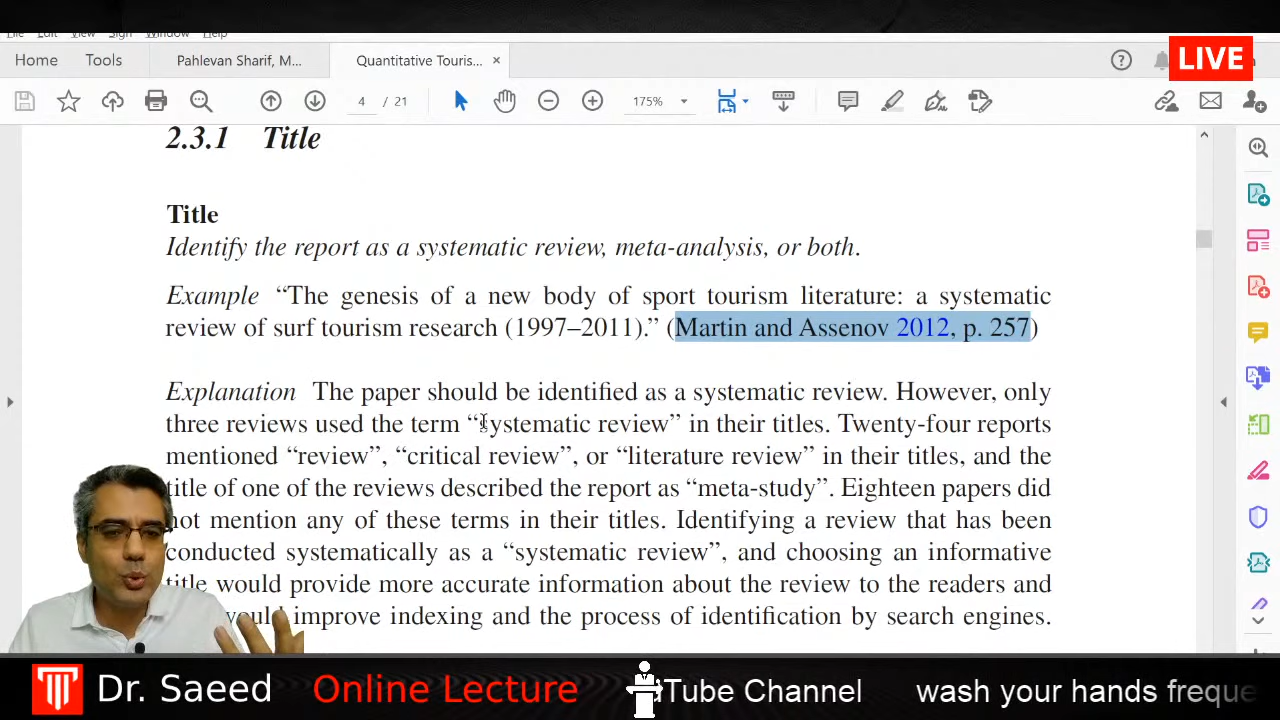 File Edit View Sign Window Help
LIVE
Home Tools Pahlevan Sharif, M... Quantitative Touris... ×
4 / 21 175%
2.3.1 Title
Title
Identify the report as a systematic review, meta-analysis, or both.
Example “The genesis of a new body of sport tourism literature: a systematic
review of surf tourism research (1997–2011).” (Martin and Assenov 2012, p. 257)
Explanation The paper should be identified as a systematic review. However, only
three reviews used the term “systematic review” in their titles. Twenty-four reports
mentioned “review”, “critical review”, or “literature review” in their titles, and the
title of one of the reviews described the report as “meta-study”. Eighteen papers did
not mention any of these terms in their titles. Identifying a review that has been
conducted systematically as a “systematic review”, and choosing an informative
title would provide more accurate information about the review to the readers and
would improve indexing and the process of identification by search engines.
Dr. Saeed Online Lecture Tube Channel wash your hands freque